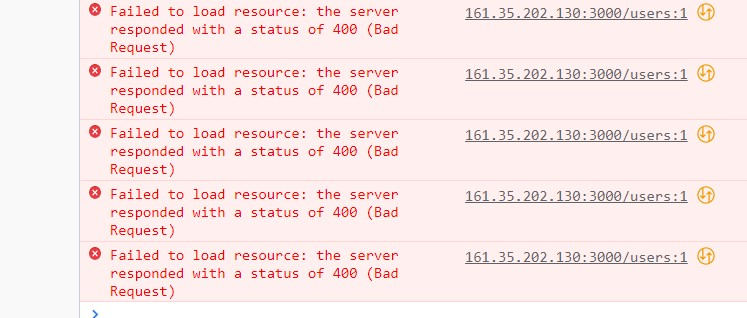 Failed to load resource: the server 161.35.202.130:3000/users:1
responded with a status of 400 (Bad
Request)
Failed to load resource: the server 161.35.202.130:3000/users:1
responded with a status of 400 (Bad
Request)
Failed to load resource: the server 161.35.202.130:3000/users:1
responded with a status of 400 (Bad
Request)
Failed to load resource: the server 161.35.202.130:3000/users:1
responded with a status of 400 (Bad
Request)
Failed to load resource: the server 161.35.202.130:3000/users:1
responded with a status of 400 (Bad
Request)